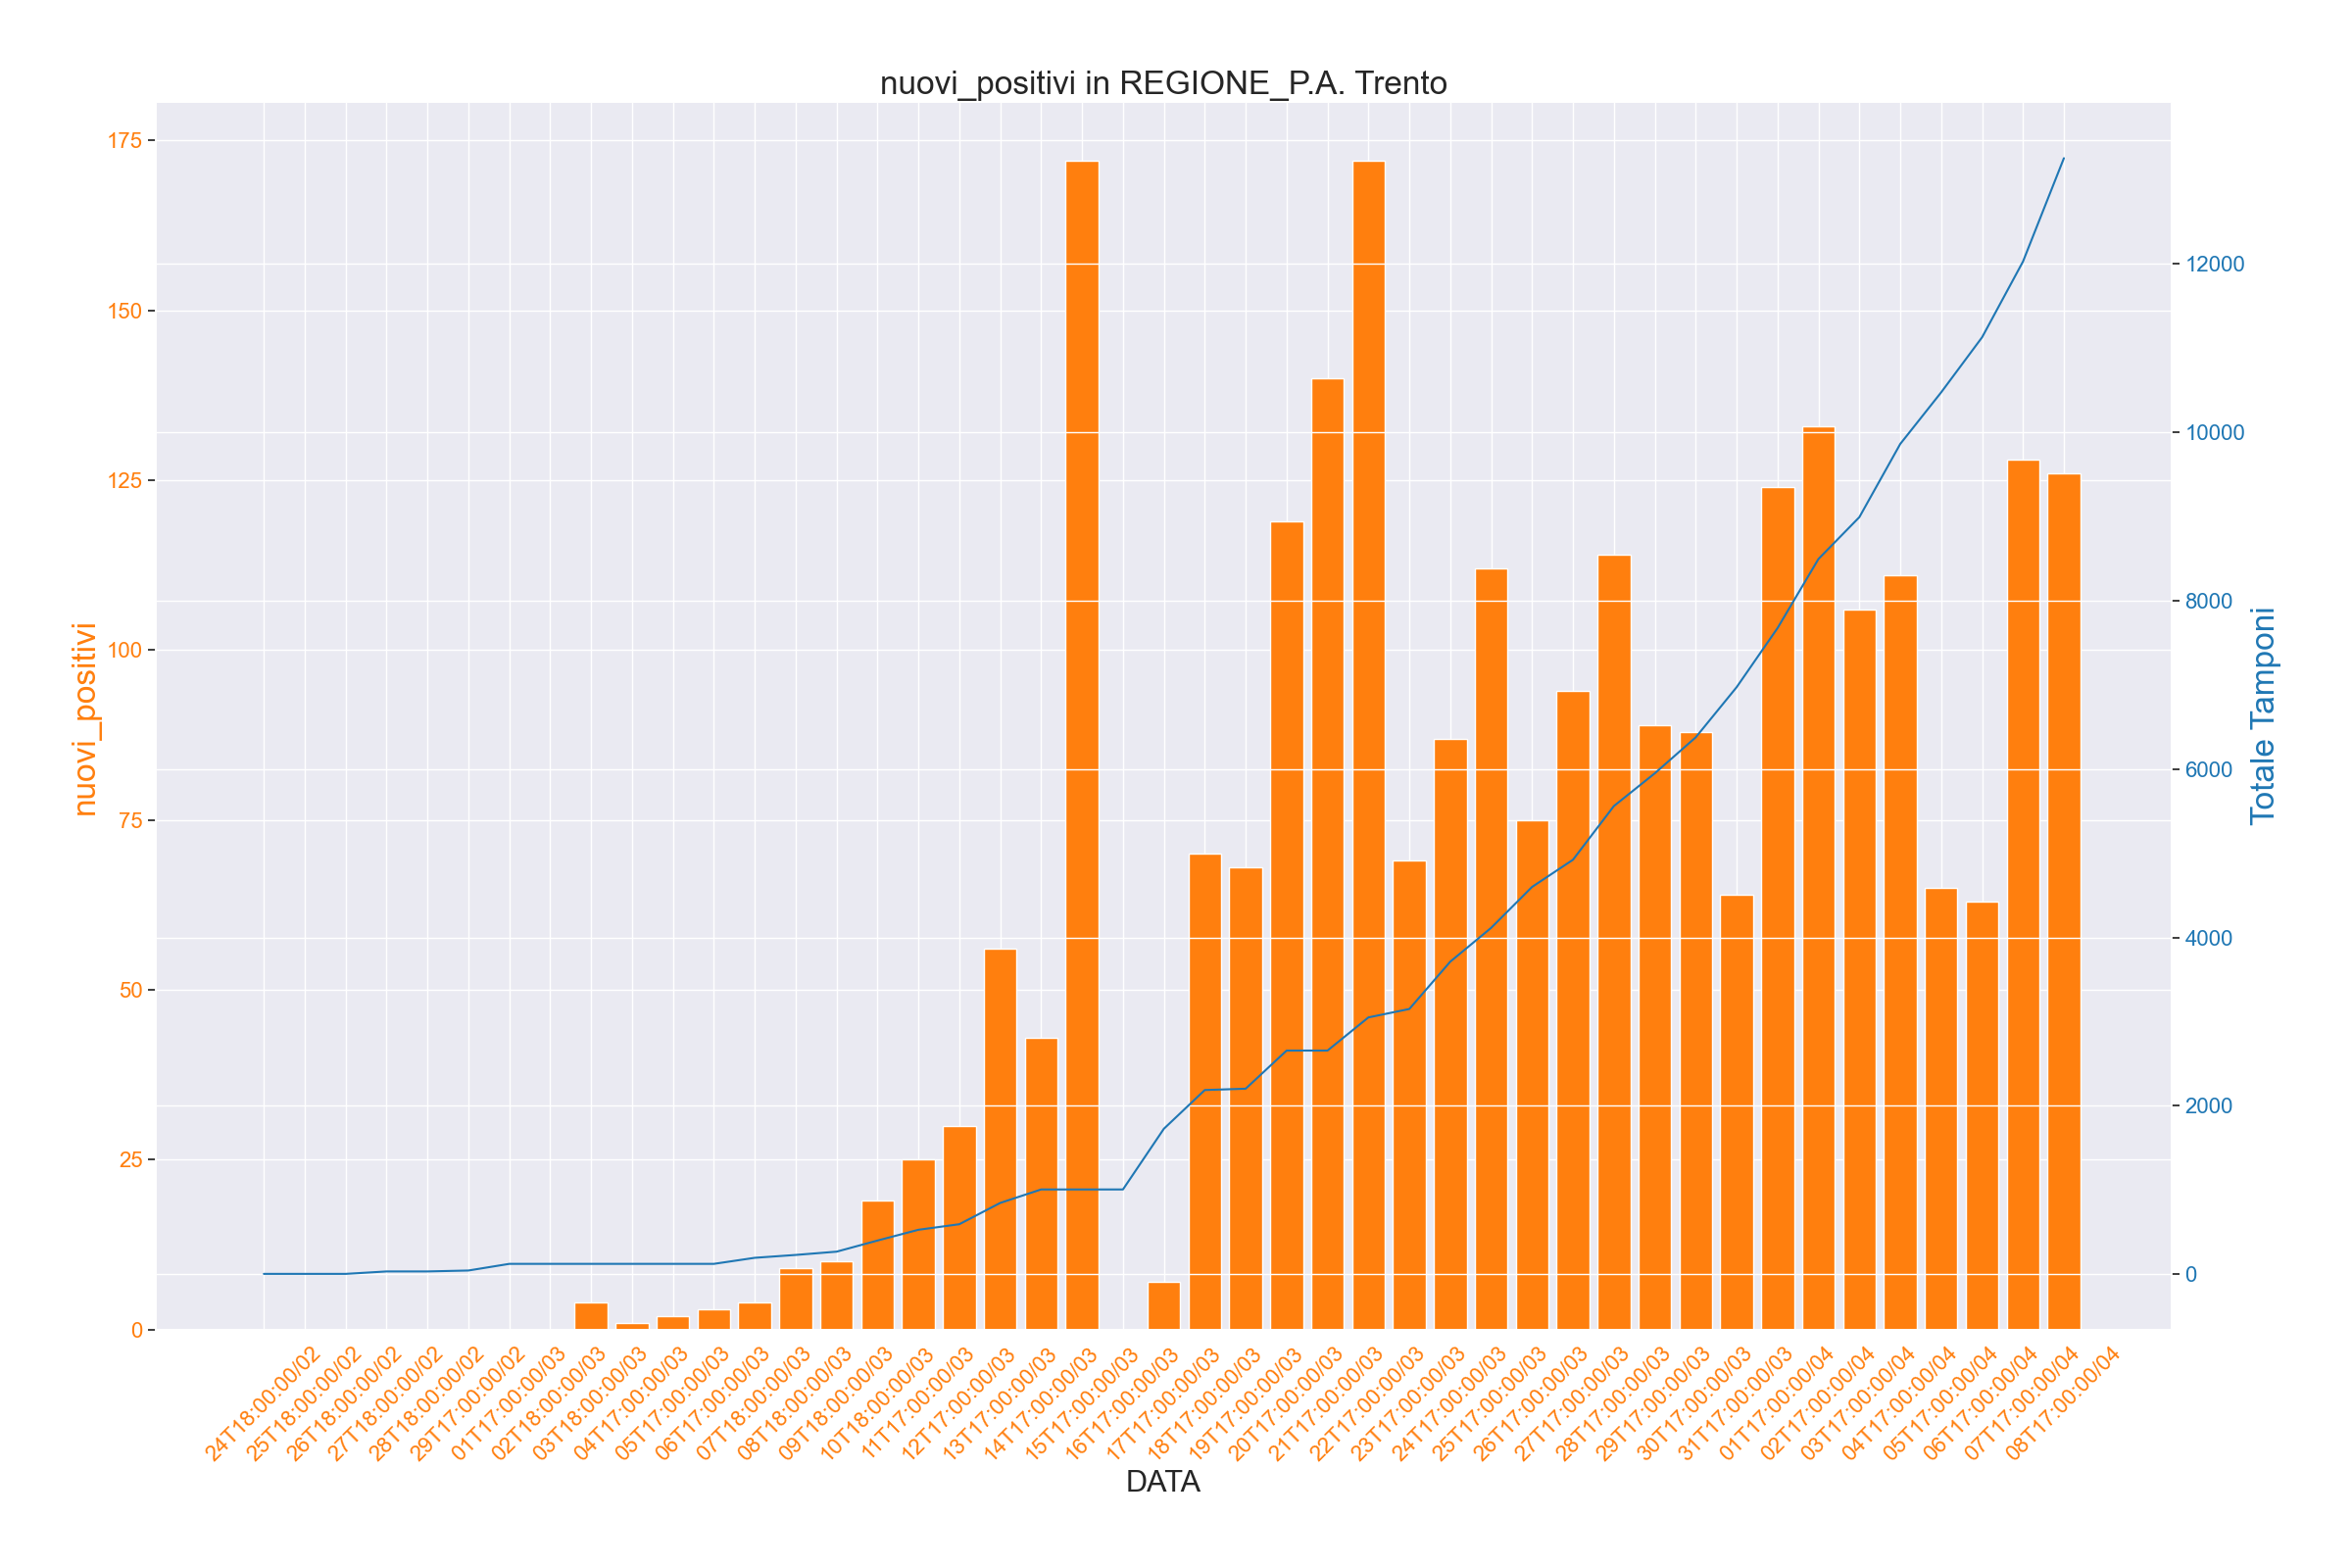 nuovi_positivi in REGIONE_P.A. Trento
175
150
125
100
75
50
25
0
nuovi_positivi
12000
10000
8000
6000
4000
2000
0
Totale Tamponi
24T18:00:00/02
25T18:00:00/02
26T18:00:00/02
27T18:00:00/02
28T18:00:00/02
29T17:00:00/02
01T17:00:00/03
02T18:00:00/03
03T18:00:00/03
04T17:00:00/03
05T17:00:00/03
06T17:00:00/03
07T18:00:00/03
08T18:00:00/03
09T18:00:00/03
10T18:00:00/03
11T17:00:00/03
12T17:00:00/03
13T17:00:00/03
14T17:00:00/03
15T17:00:00/03
16T17:00:00/03
17T17:00:00/03
18T17:00:00/03
19T17:00:00/03
20T17:00:00/03
21T17:00:00/03
22T17:00:00/03
23T17:00:00/03
24T17:00:00/03
25T17:00:00/03
26T17:00:00/03
27T17:00:00/03
28T17:00:00/03
29T17:00:00/03
30T17:00:00/03
31T17:00:00/03
01T17:00:00/04
02T17:00:00/04
03T17:00:00/04
04T17:00:00/04
05T17:00:00/04
06T17:00:00/04
07T17:00:00/04
08T17:00:00/04
DATA